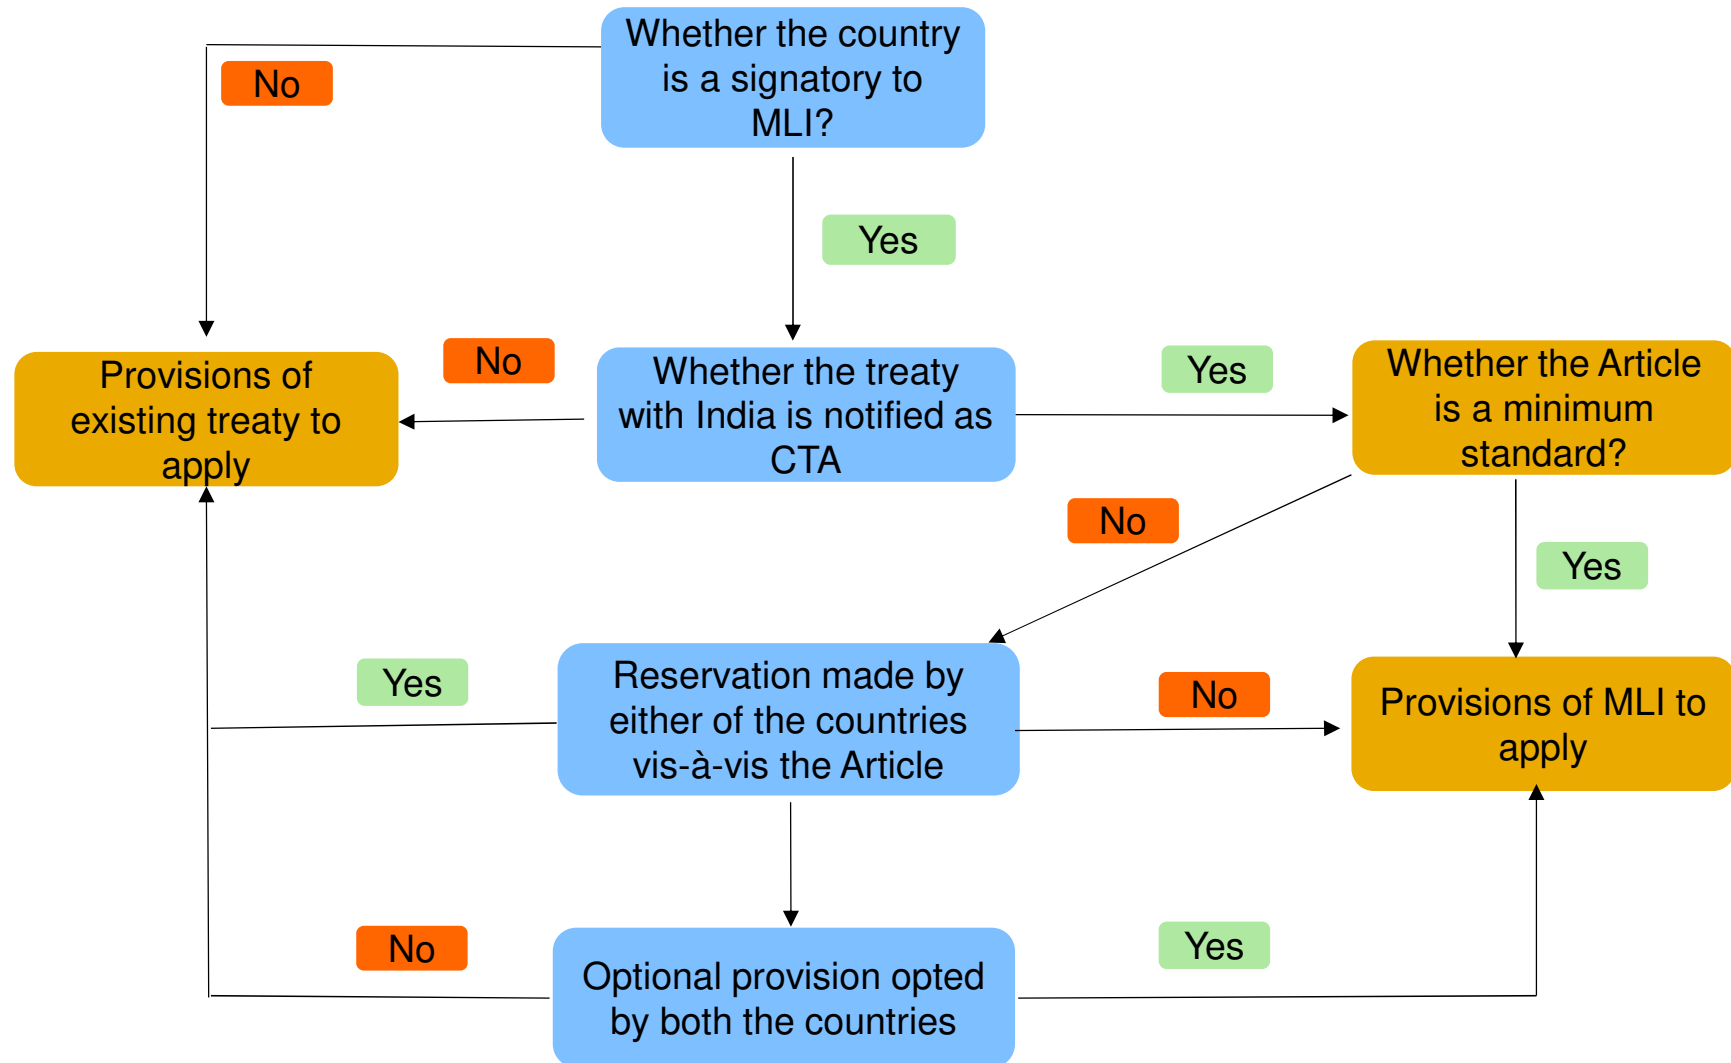 Whether the country
is a signatory to
MLI?
No
Yes
Provisions of
existing treaty to
apply
No
Whether the treaty
with India is notified as
CTA
Yes
Whether the Article
is a minimum
standard?
No
Yes
Yes
Reservation made by
either of the countries
vis-à-vis the Article
No
Provisions of MLI to
apply
No
Optional provision opted
by both the countries
Yes